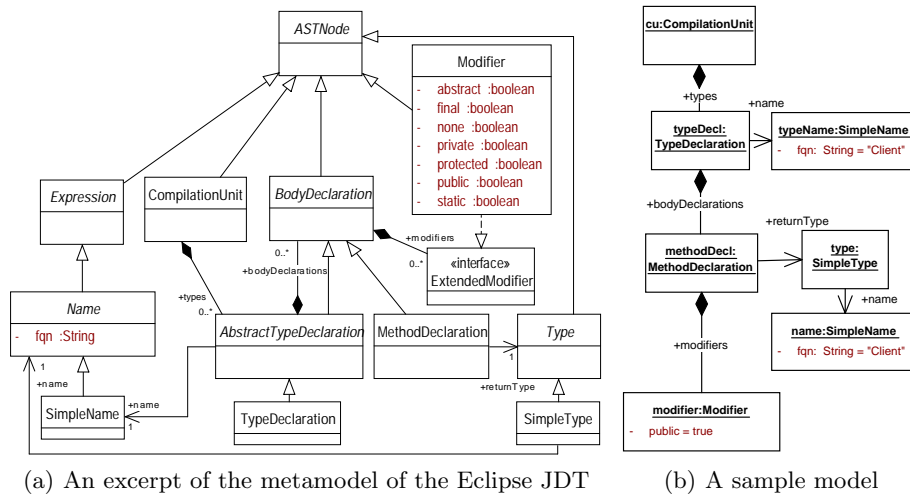 ASTNode
Modifier
- abstract :boolean
- final :boolean
- none :boolean
- private :boolean
- protected :boolean
- public :boolean
- static :boolean
Expression
CompilationUnit
BodyDeclaration
+modifiers
0..*
«interface»
ExtendedModifier
0..*
+bodyDeclarations
+types
0..*
Name
- fqn :String
AbstractTypeDeclaration
MethodDeclaration
Type
1
+returnType
1
+name
SimpleName
+name
1
TypeDeclaration
SimpleType
(a) An excerpt of the metamodel of the Eclipse JDT
cu:CompilationUnit
+types
+name
typeDecl:
TypeDeclaration
typeName:SimpleName
- fqn: String = "Client"
+bodyDeclarations
+returnType
methodDecl:
MethodDeclaration
type:
SimpleType
+name
name:SimpleName
- fqn: String = "Client"
+modifiers
modifier:Modifier
- public = true
(b) A sample model